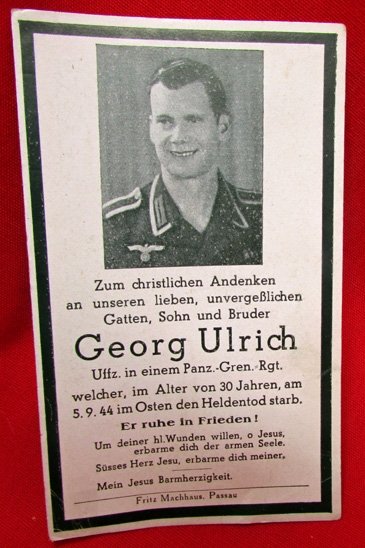 Zum christlichen Andenken
an unseren lieben, unvergeßlichen
Gatten, Sohn und Bruder
Georg Ulrich
Uffz. in einem Panz.-Gren.-Rgt.
welcher, im Alter von 30 Jahren, am
5. 9. 44 im Osten den Heldentod starb.
Er ruhe in Frieden!
Um deiner hl. Wunden willen, o Jesus,
erbarme dich der armen Seele.
Süsses Herz Jesu, erbarme dich meiner,
Mein Jesus Barmherzigkeit.
Fritz Machhaus, Passau